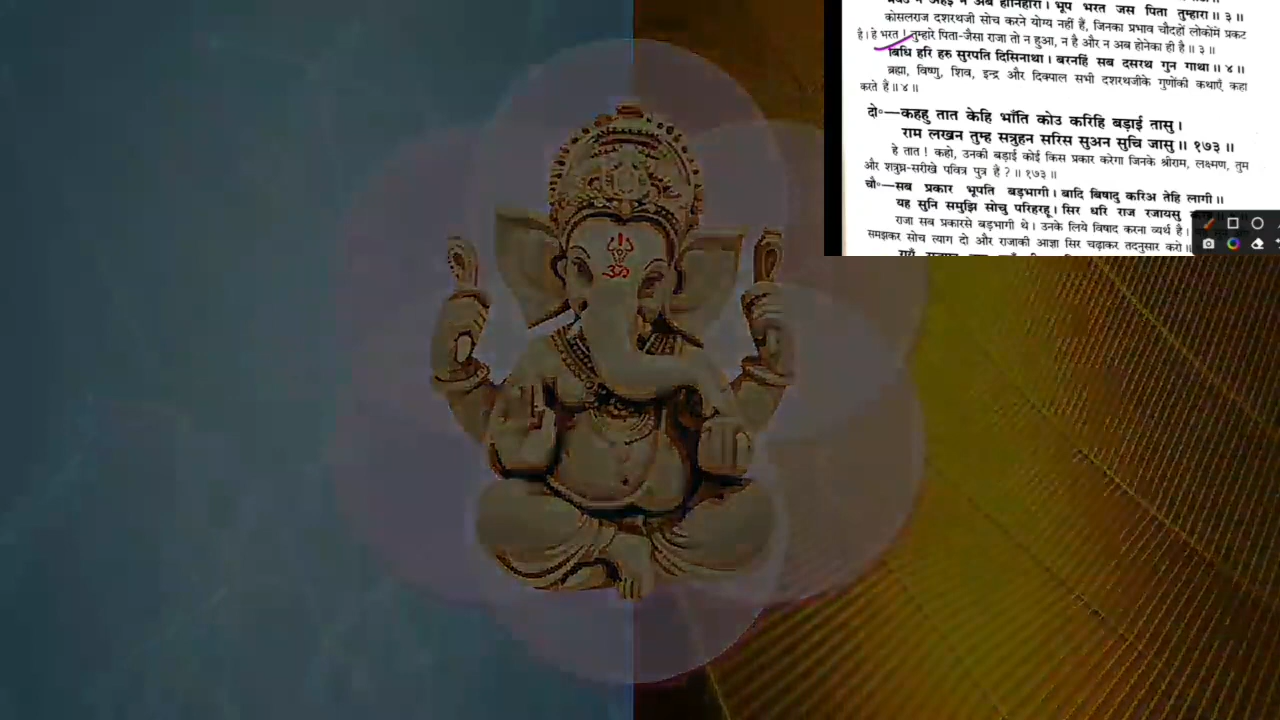 भूप भरत जस पिता तुम्हारा॥ ३॥
कोसलराज दशरथजी सोच करने योग्य नहीं हैं, जिनका प्रभाव चौदहों लोकोंमें प्रकट
है। हे भरत! तुम्हारे पिता-जैसा राजा तो न हुआ, न है और न अब होनेका ही है॥ ३॥
बिधि हरि हरु सुरपति दिसिनाथा। बरनहिं सब दसरथ गुन गाथा॥ ४॥
ब्रह्मा, विष्णु, शिव, इन्द्र और दिक्पाल सभी दशरथजीके गुणोंकी कथाएँ कहा
करते हैं॥ ४॥
दो०—कहहु तात केहि भाँति कोउ करिहि बड़ाई तासु।
राम लखन तुम्ह सत्रुहन सरिस सुअन सुचि जासु॥ १७३॥
हे तात! कहो, उनकी बड़ाई कोई किस प्रकार करेगा जिनके श्रीराम, लक्ष्मण, तुम
और शत्रुघ्न-सरीखे पवित्र पुत्र हैं?॥ १७३॥
चौ०—सब प्रकार भूपति बड़भागी। बादि बिषादु करिअ तेहि लागी॥
यह सुनि समुझि सोचु परिहरहू। सिर धरि राज रजायसु
राजा सब प्रकारसे बड़भागी थे। उनके लिये विषाद करना व्यर्थ है।
समझकर सोच त्याग दो और राजाकी आज्ञा सिर चढ़ाकर तदनुसार करो॥
ॐ